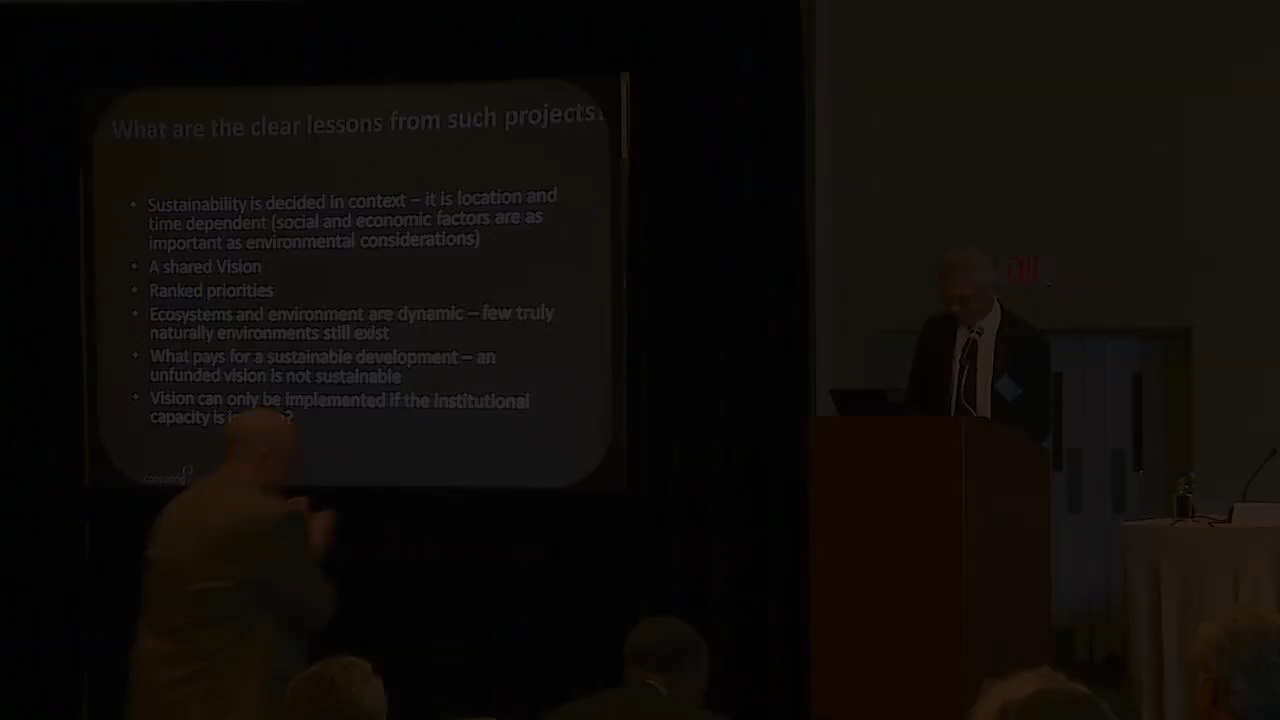 What are the clear lessons from such projects?
• Sustainability is decided in context – it is location and
time dependent (social and economic factors are as
important as environmental considerations)
• A shared Vision
• Ranked priorities
• Ecosystems and environment are dynamic – few truly
naturally environments still exist
• What pays for a sustainable development – an
unfunded vision is not sustainable
• Vision can only be implemented if the institutional
capacity is ?
consulting
EXIT